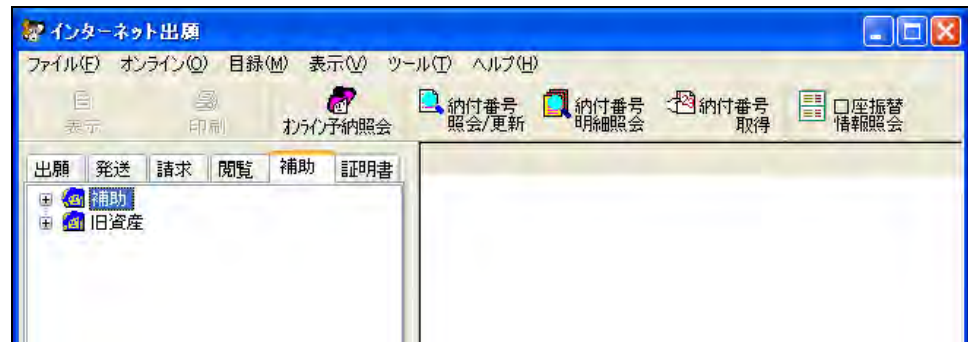 インターネット出願
ファイル(F) オンライン(O) 目録(M) 表示(V) ツール(T) ヘルプ(H)
表示
印刷
オンライン予納照会
納付番号
照会/更新
納付番号
明細照会
納付番号
取得
口座振替
情報照会
出願 発送 請求 閲覧 補助 証明書
補助
旧資産